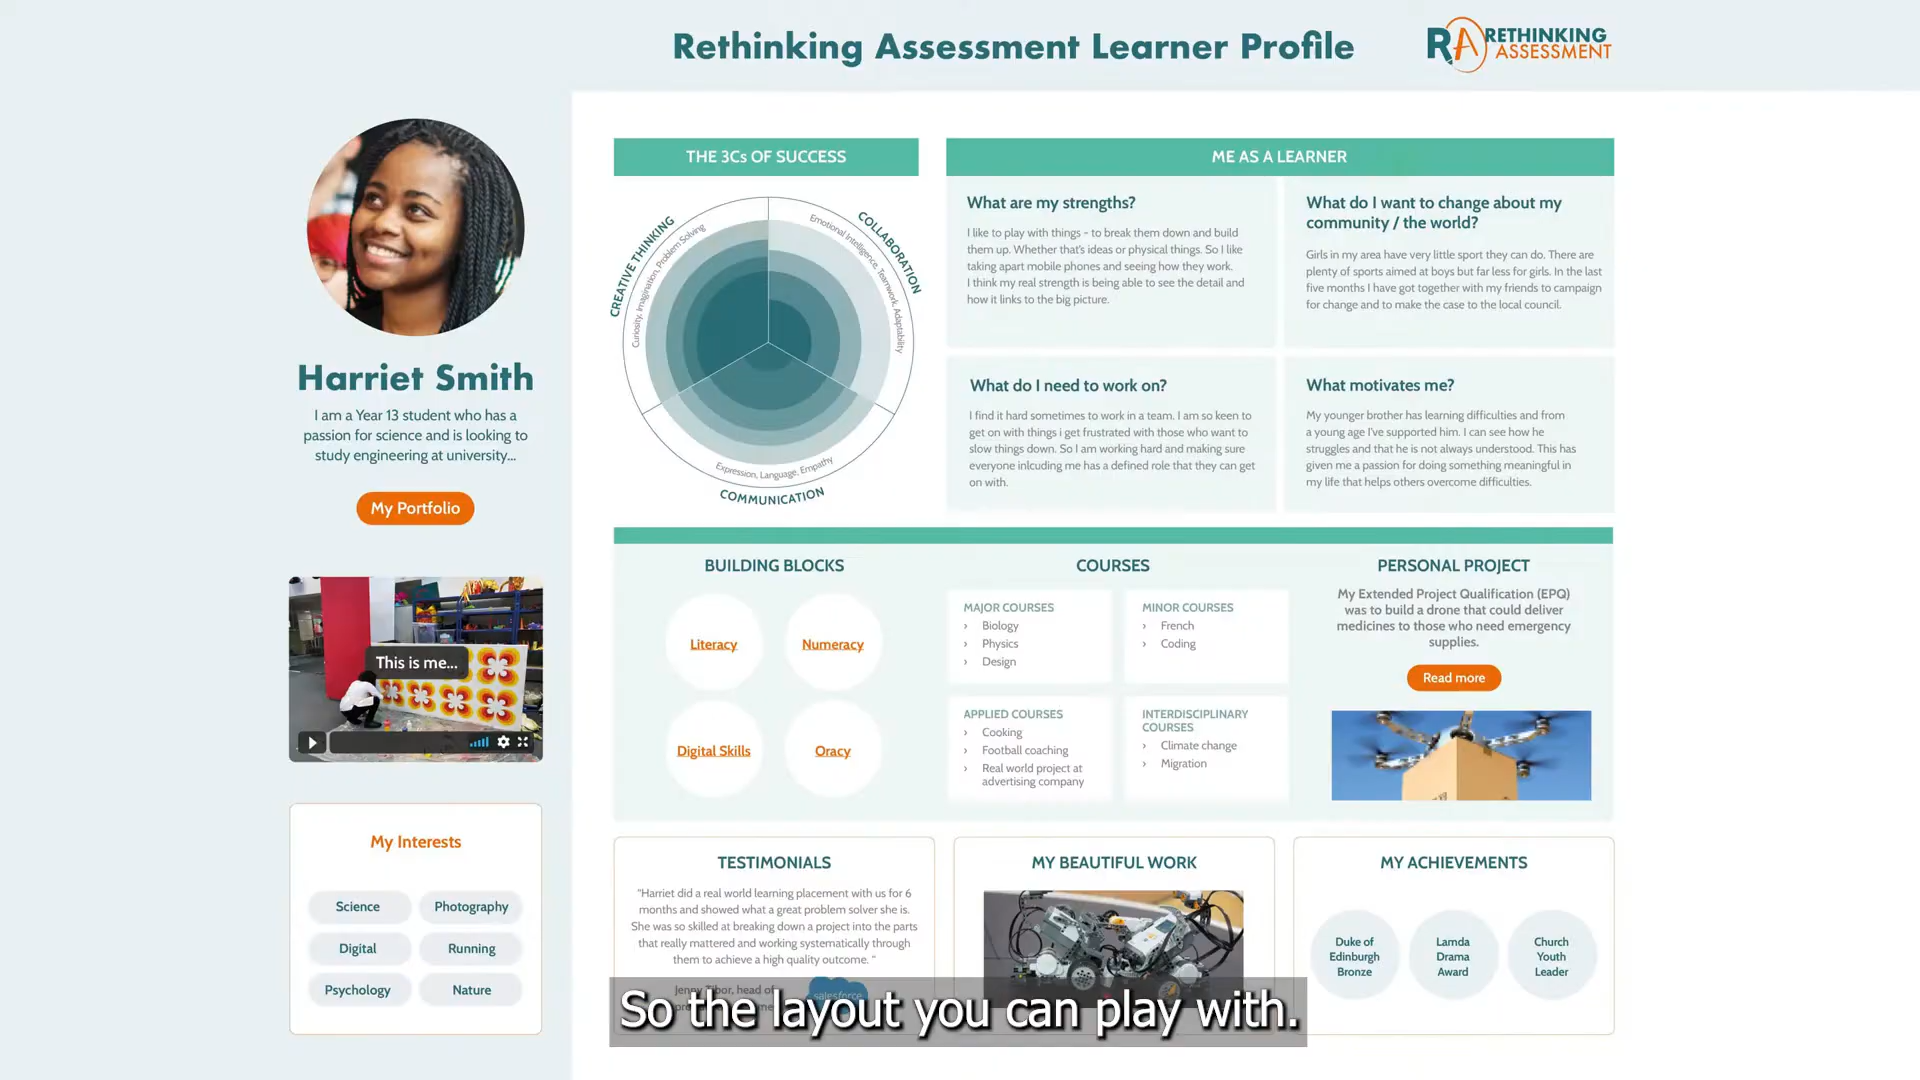 Rethinking Assessment Learner Profile
RA RETHINKING
ASSESSMENT
Harriet Smith
I am a Year 13 student who has a
passion for science and is looking to
study engineering at university...
My Portfolio
This is me...
My Interests
Science
Photography
Digital
Running
Psychology
Nature
THE 3Cs OF SUCCESS
CREATIVE THINKING
Curiosity, Imagination, Problem Solving
COLLABORATION
Emotional Intelligence, Teamwork, Adaptability
Expression, Language, Empathy
COMMUNICATION
ME AS A LEARNER
What are my strengths?
I like to play with things - to break them down and build
them up. Whether that's ideas or physical things. So I like
taking apart mobile phones and seeing how they work.
I think my real strength is being able to see the detail and
how it links to the big picture.
What do I want to change about my
community / the world?
Girls in my area have very little sport they can do. There are
plenty of sports aimed at boys but far less for girls. In the last
five months I have got together with my friends to campaign
for change and to make the case to the local council.
What do I need to work on?
I find it hard sometimes to work in a team. I am so keen to
get on with things i get frustrated with those who want to
slow things down. So I am working hard and making sure
everyone inlcuding me has a defined role that they can get
on with.
What motivates me?
My younger brother has learning difficulties and from
a young age I've supported him. I can see how he
struggles and that he is not always understood. This has
given me a passion for doing something meaningful in
my life that helps others overcome difficulties.
BUILDING BLOCKS
Literacy
Numeracy
Digital Skills
Oracy
COURSES
MAJOR COURSES
› Biology
› Physics
› Design
MINOR COURSES
› French
› Coding
APPLIED COURSES
› Cooking
› Football coaching
› Real world project at
advertising company
INTERDISCIPLINARY
COURSES
› Climate change
› Migration
PERSONAL PROJECT
My Extended Project Qualification (EPQ)
was to build a drone that could deliver
medicines to those who need emergency
supplies.
Read more
TESTIMONIALS
"Harriet did a real world learning placement with us for 6
months and showed what a great problem solver she is.
She was so skilled at breaking down a project into the parts
that really mattered and working systematically through
them to achieve a high quality outcome. "
Jenny Tibor, head of
salesforce
MY BEAUTIFUL WORK
MY ACHIEVEMENTS
Duke of
Edinburgh
Bronze
Lamda
Drama
Award
Church
Youth
Leader
So the layout you can play with.